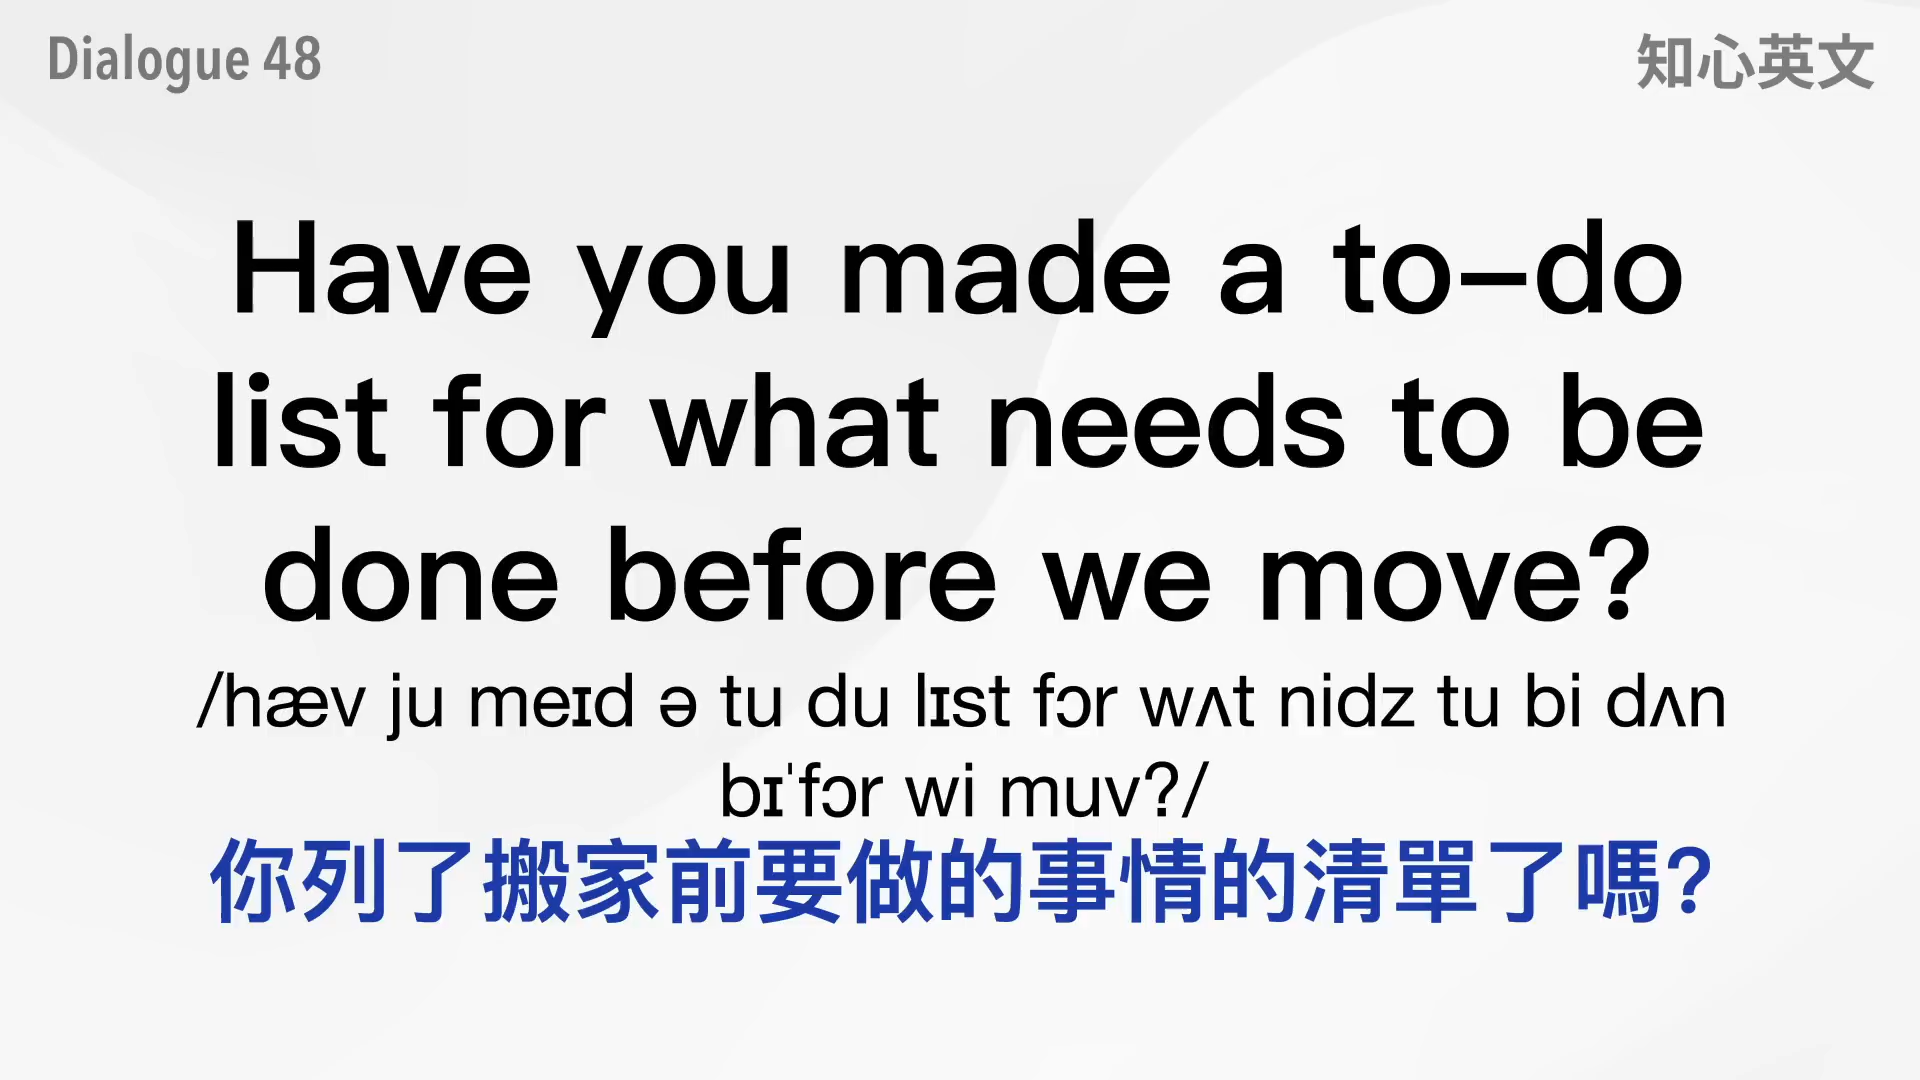 Dialogue 48
知心英文
Have you made a to-do
list for what needs to be
done before we move?
/hæv ju meɪd ə tu du lɪst fɔr wʌt nidz tu bi dʌn
bɪˈfɔr wi muv?/
你列了搬家前要做的事情的清單了嗎?